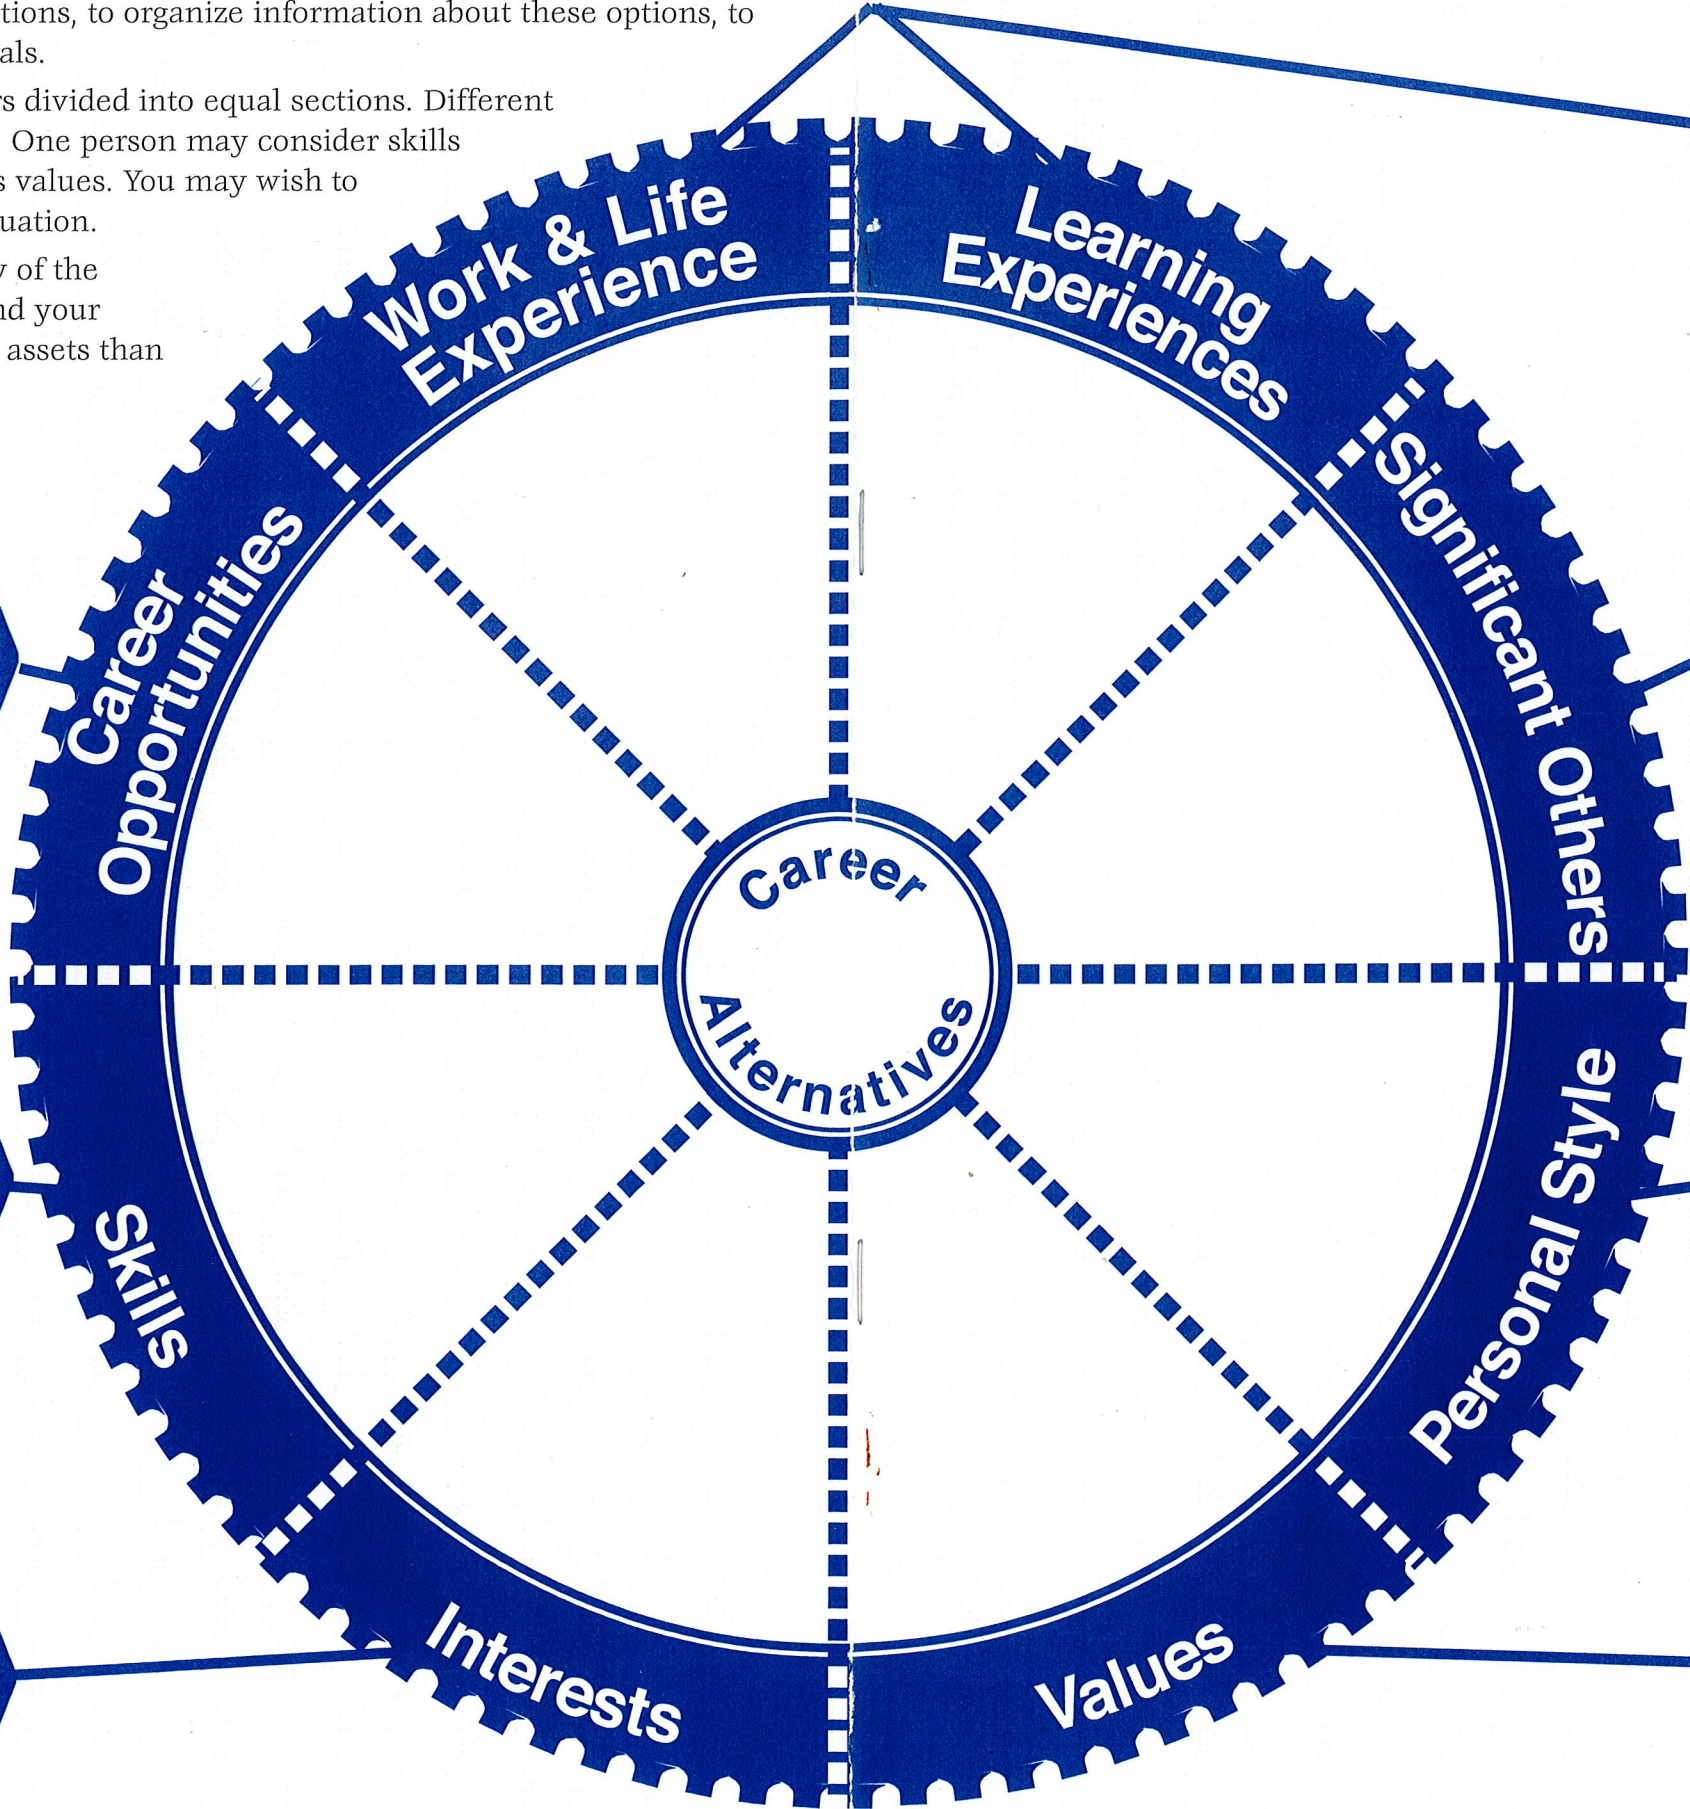 tions, to organize information about these options, to
als.
rs divided into equal sections. Different
One person may consider skills
s values. You may wish to
uation.
y of the
nd your
assets than
Work & Life
Experience
Learning
Experiences
Significant Others
Personal Style
Values
Interests
Skills
Career
Opportunities
Career
Alternatives